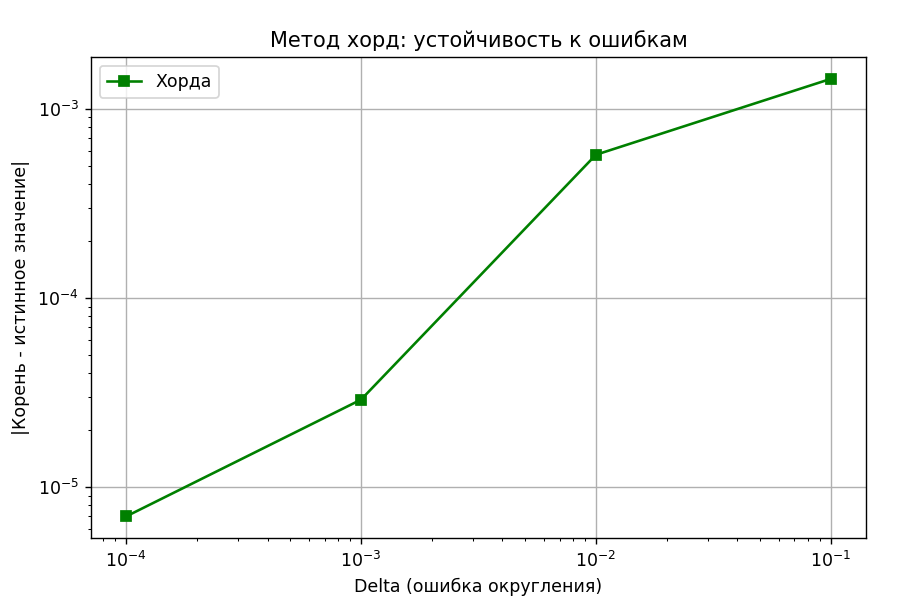 Метод хорд: устойчивость к ошибкам
Хорда
|Корень - истинное значение|
10⁻³
10⁻⁴
10⁻⁵
10⁻⁴ 10⁻³ 10⁻² 10⁻¹
Delta (ошибка округления)